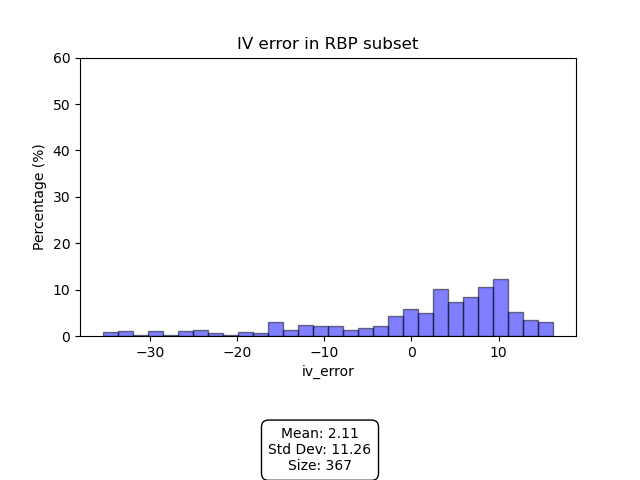 IV error in RBP subset
60
50
40
30
20
10
0
Percentage (%)
−30 −20 −10 0 10
iv_error
Mean: 2.11
Std Dev: 11.26
Size: 367